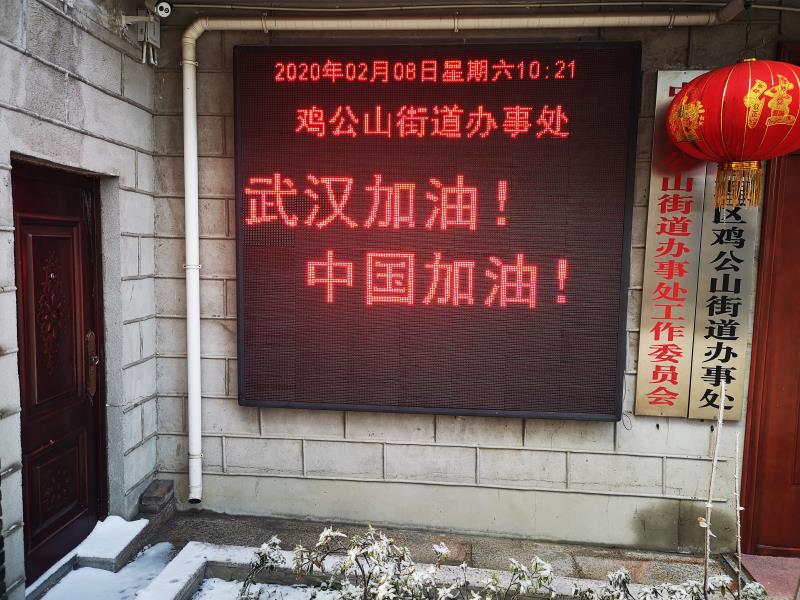 2020年02月08日星期六10:21
鸡公山街道办事处
武汉加油！
中国加油！
山街道办事处工作委员会
区鸡公山街道办事处